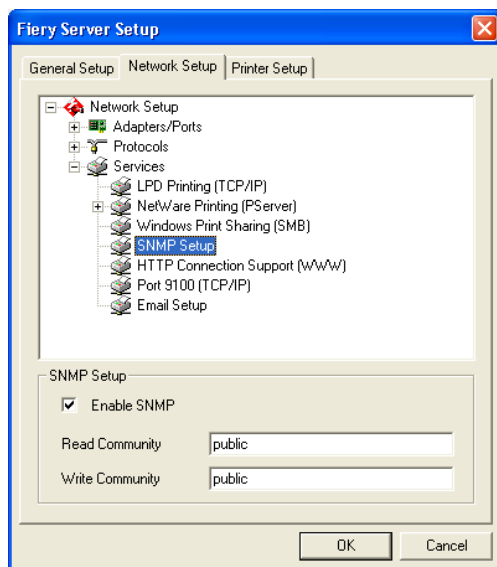 Fiery Server Setup
General Setup Network Setup Printer Setup
Network Setup
Adapters/Ports
Protocols
Services
LPD Printing (TCP/IP)
NetWare Printing (PServer)
Windows Print Sharing (SMB)
SNMP Setup
HTTP Connection Support (WWW)
Port 9100 (TCP/IP)
Email Setup
SNMP Setup
Enable SNMP
Read Community public
Write Community public
OK Cancel